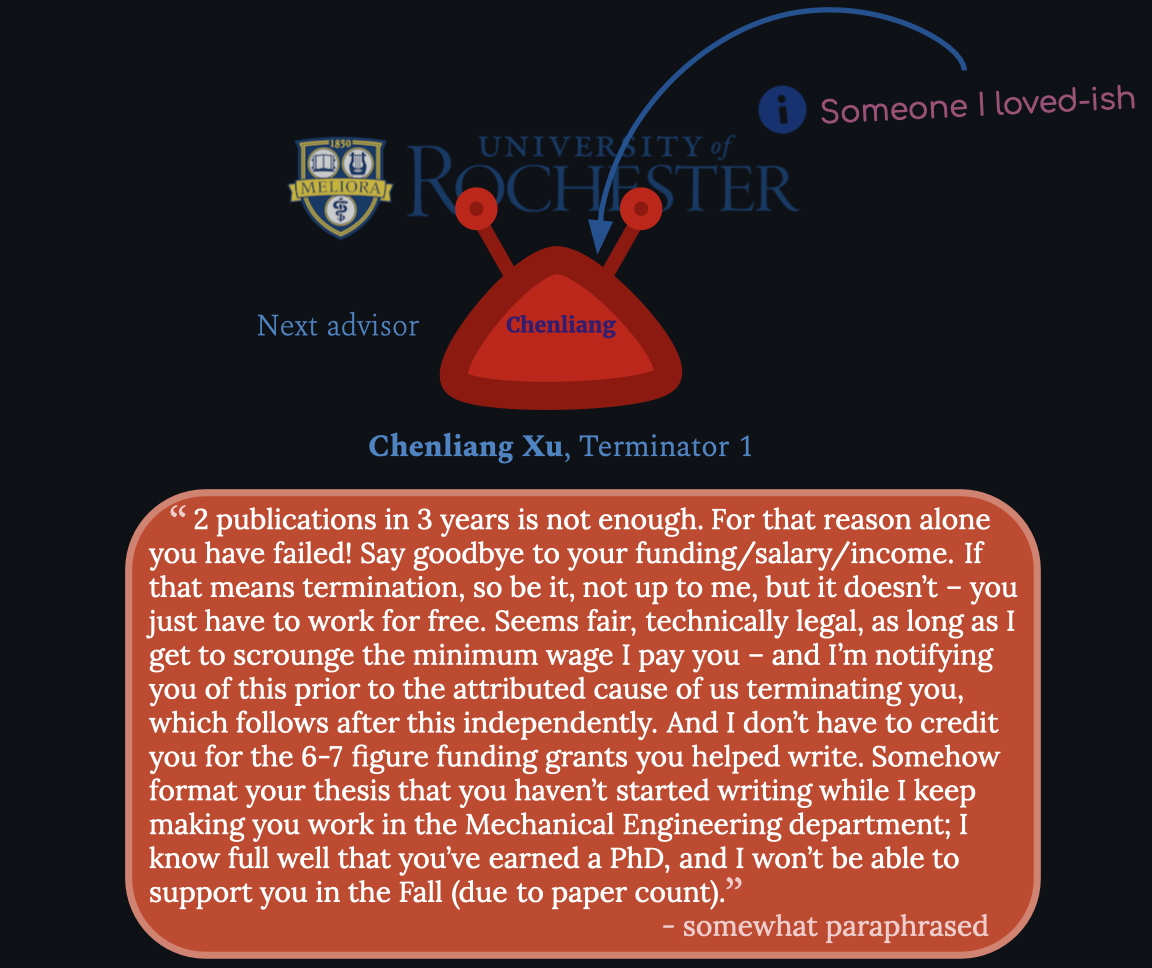 Someone I loved-ish
1850
MELIORA
UNIVERSITY of
ROCHESTER
Next advisor
Chenliang
Chenliang Xu, Terminator 1
“ 2 publications in 3 years is not enough. For that reason alone
you have failed! Say goodbye to your funding/salary/income. If
that means termination, so be it, not up to me, but it doesn’t – you
just have to work for free. Seems fair, technically legal, as long as I
get to scrounge the minimum wage I pay you – and I’m notifying
you of this prior to the attributed cause of us terminating you,
which follows after this independently. And I don’t have to credit
you for the 6-7 figure funding grants you helped write. Somehow
format your thesis that you haven’t started writing while I keep
making you work in the Mechanical Engineering department; I
know full well that you’ve earned a PhD, and I won’t be able to
support you in the Fall (due to paper count).”
- somewhat paraphrased